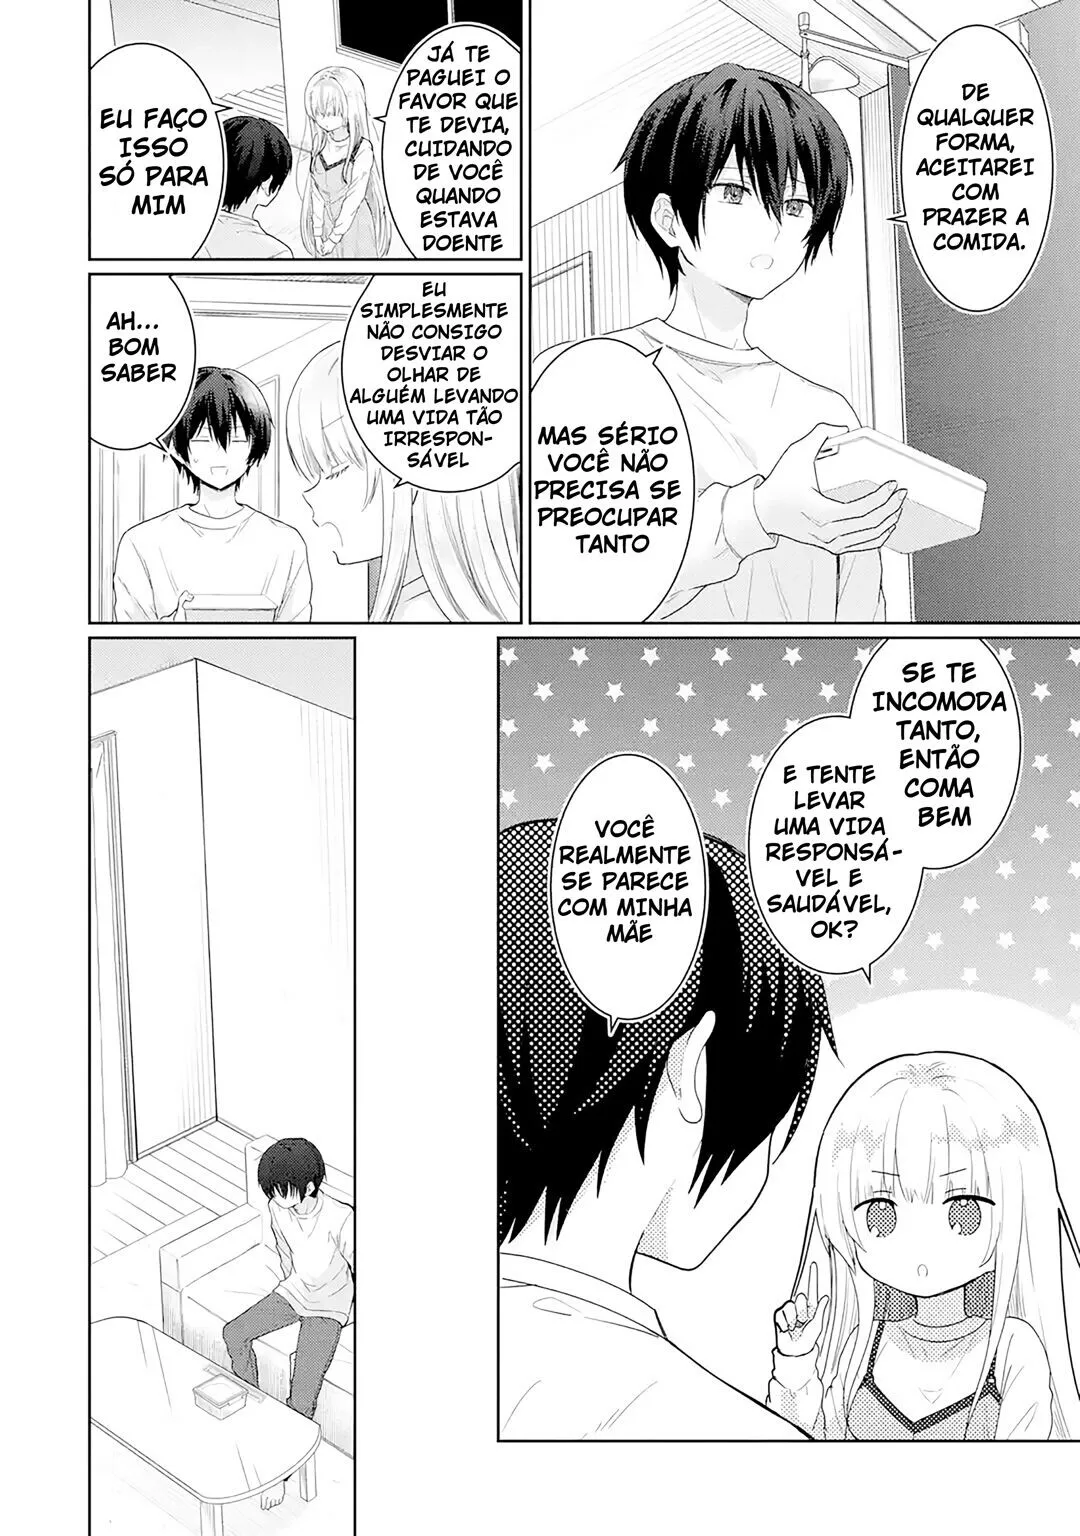 DE
QUALQUER
FORMA,
ACEITAREI
COM
PRAZER A
COMIDA.
MAS SÉRIO
VOCÊ NÃO
PRECISA SE
PREOCUPAR
TANTO
JÁ TE
PAGUEI O
FAVOR QUE
TE DEVIA,
CUIDANDO
DE VOCÊ
QUANDO
ESTAVA
DOENTE
EU FAÇO
ISSO
SÓ PARA
MIM
EU
SIMPLESMENTE
NÃO CONSIGO
DESVIAR O
OLHAR DE
ALGUÉM LEVANDO
UMA VIDA TÃO
IRRESPON-
SÁVEL
AH...
BOM
SABER
SE TE
INCOMODA
TANTO,
ENTÃO
COMA
BEM
E TENTE
LEVAR
UMA VIDA
RESPONSÁ-
VEL E
SAUDÁVEL,
OK?
VOCÊ
REALMENTE
SE PARECE
COM MINHA
MÃE